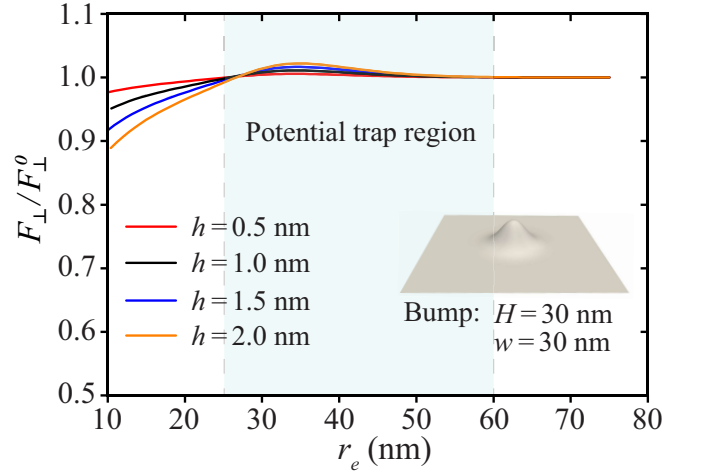 1.1
1.0
0.9
0.8
0.7
0.6
0.5
F⊥/F⊥^o
Potential trap region
h = 0.5 nm
h = 1.0 nm
h = 1.5 nm
h = 2.0 nm
Bump: H = 30 nm
w = 30 nm
10 20 30 40 50 60 70 80
r_e (nm)